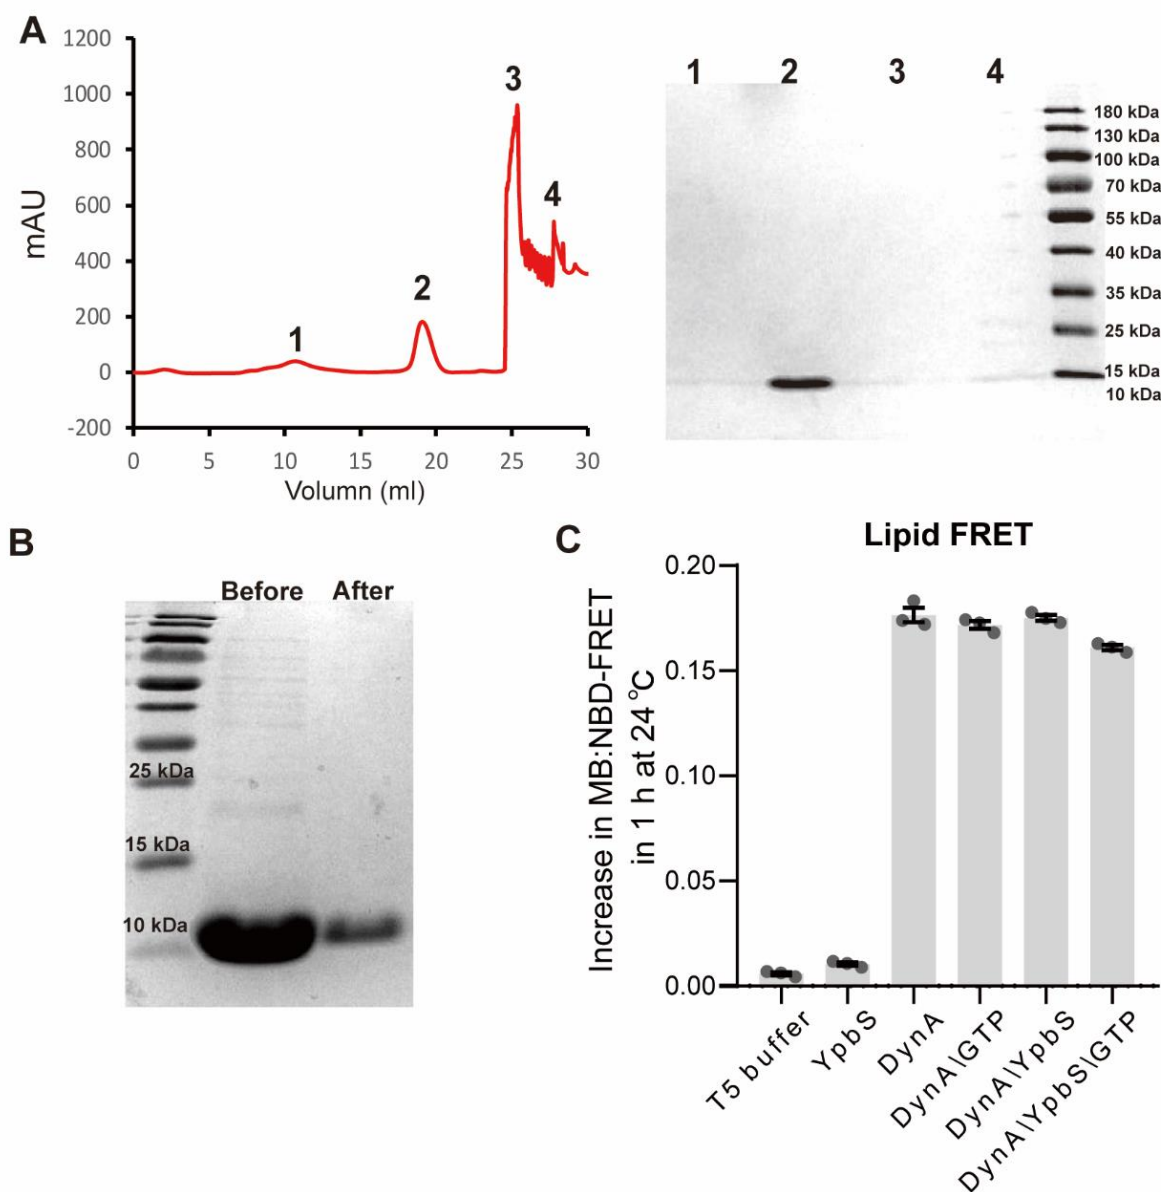 A
1200
1000
800
600
400
200
0
-200
mAU
0 5 10 15 20 25 30
Volumn (ml)
1
2
3
4
1 2 3 4
180 kDa
130 kDa
100 kDa
70 kDa
55 kDa
40 kDa
35 kDa
25 kDa
15 kDa
10 kDa
B
Before After
25 kDa
15 kDa
10 kDa
C
Lipid FRET
Increase in MB:NBD-FRET
in 1 h at 24 °C
0.20
0.15
0.10
0.05
0.00
T5 buffer
YpbS
DynA
DynA\GTP
DynA\YpbS
DynA\YpbS\GTP